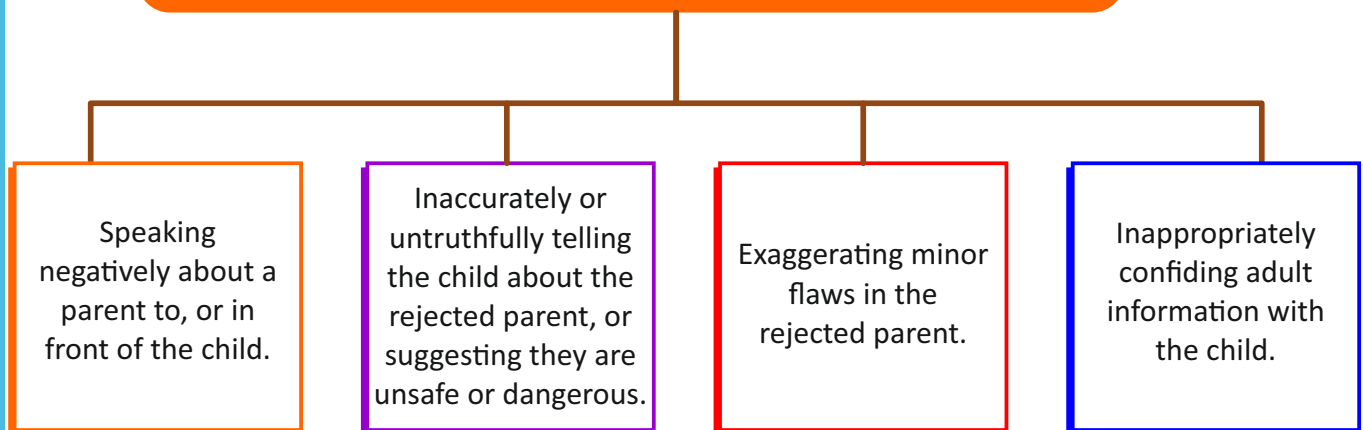 Speaking
negatively about a
parent to, or in
front of the child.
Inaccurately or
untruthfully telling
the child about the
rejected parent, or
suggesting they are
unsafe or dangerous.
Exaggerating minor
flaws in the
rejected parent.
Inappropriately
confiding adult
information with
the child.